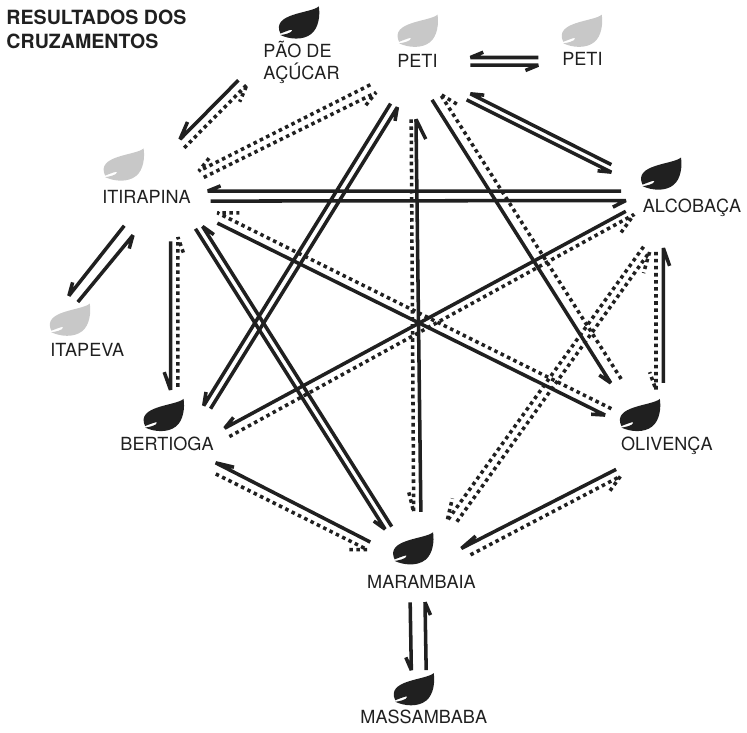 RESULTADOS DOS
CRUZAMENTOS
PÃO DE
AÇÚCAR
PETI
PETI
ITIRAPINA
ALCOBAÇA
ITAPEVA
BERTIOGA
OLIVENÇA
MARAMBAIA
MASSAMBABA